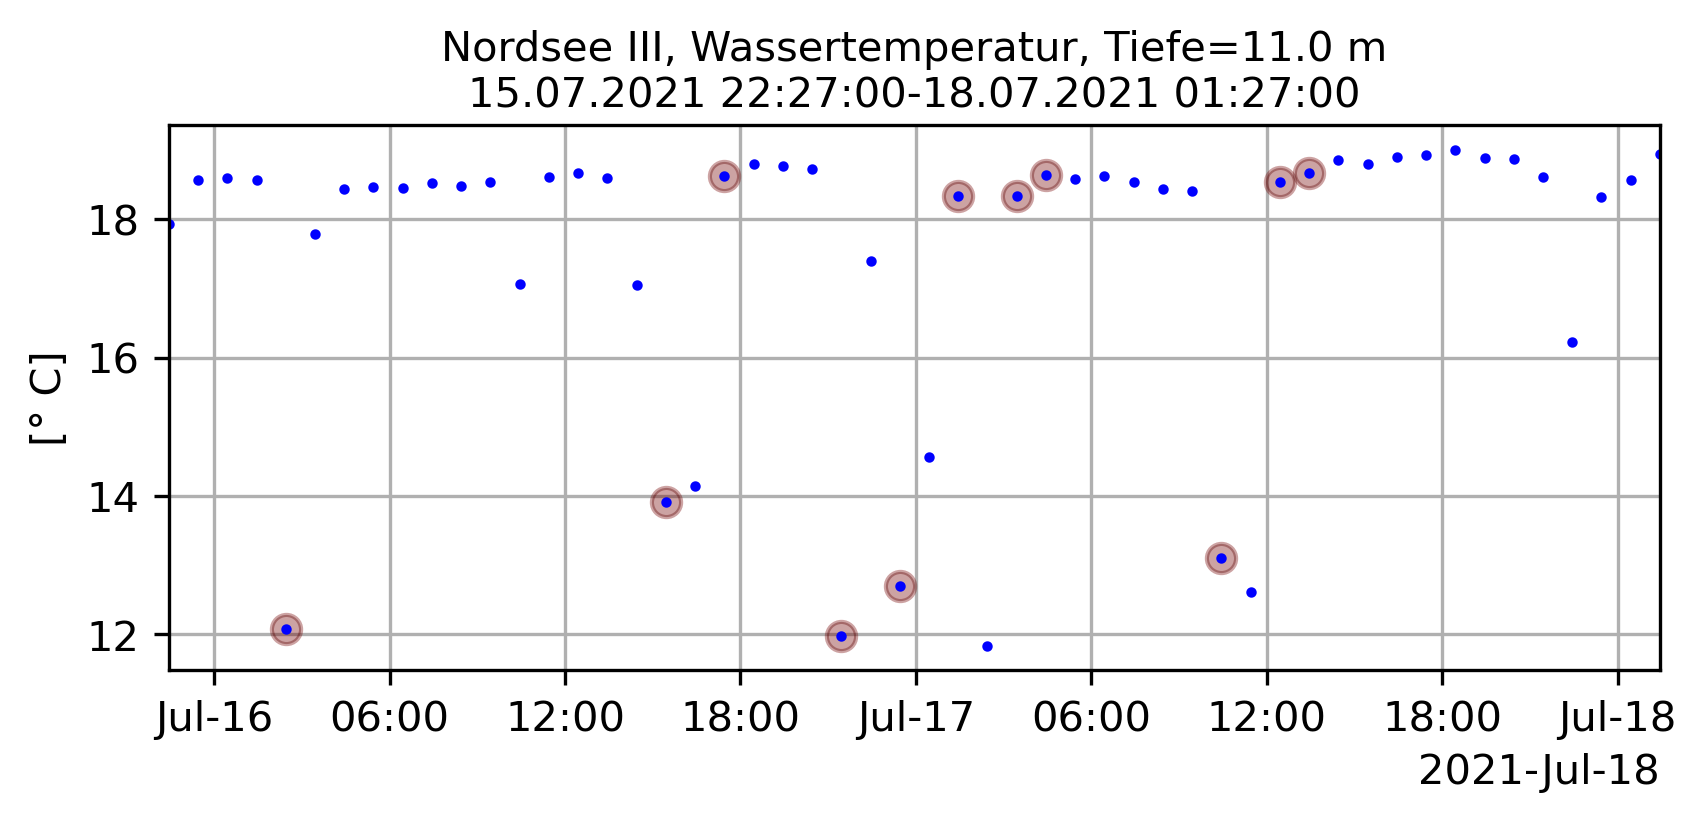 Nordsee III, Wassertemperatur, Tiefe=11.0 m
15.07.2021 22:27:00-18.07.2021 01:27:00
[° C]
18
16
14
12
Jul-16 06:00 12:00 18:00 Jul-17 06:00 12:00 18:00 Jul-18
2021-Jul-18